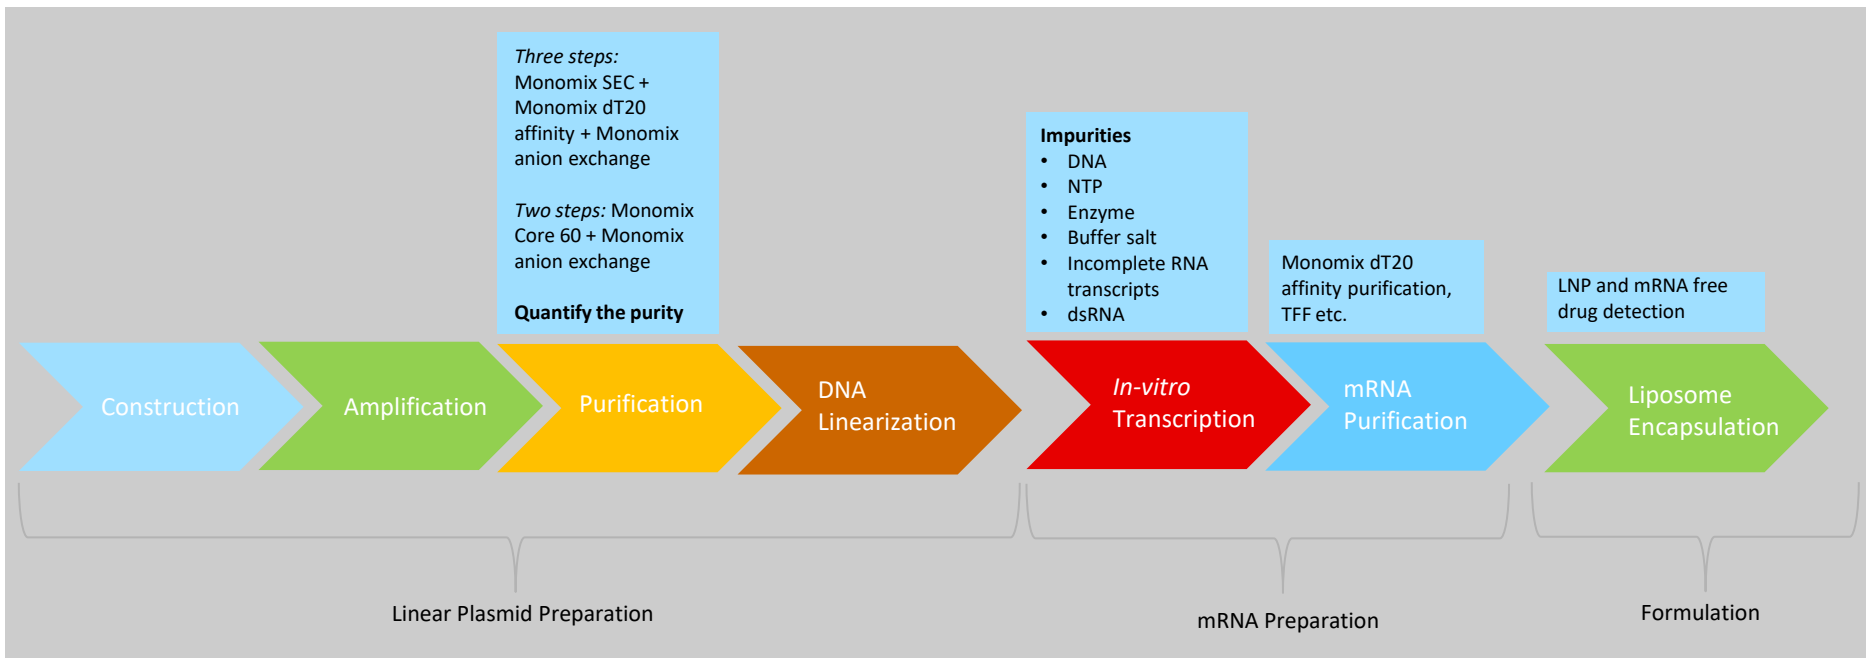 Three steps:
Monomix SEC +
Monomix dT20
affinity + Monomix
anion exchange
Two steps: Monomix
Core 60 + Monomix
anion exchange
Quantify the purity
Impurities
• DNA
• NTP
• Enzyme
• Buffer salt
• Incomplete RNA
transcripts
• dsRNA
Monomix dT20
affinity purification,
TFF etc.
LNP and mRNA free
drug detection
Construction
Amplification
Purification
DNA
Linearization
In-vitro
Transcription
mRNA
Purification
Liposome
Encapsulation
Linear Plasmid Preparation
mRNA Preparation
Formulation